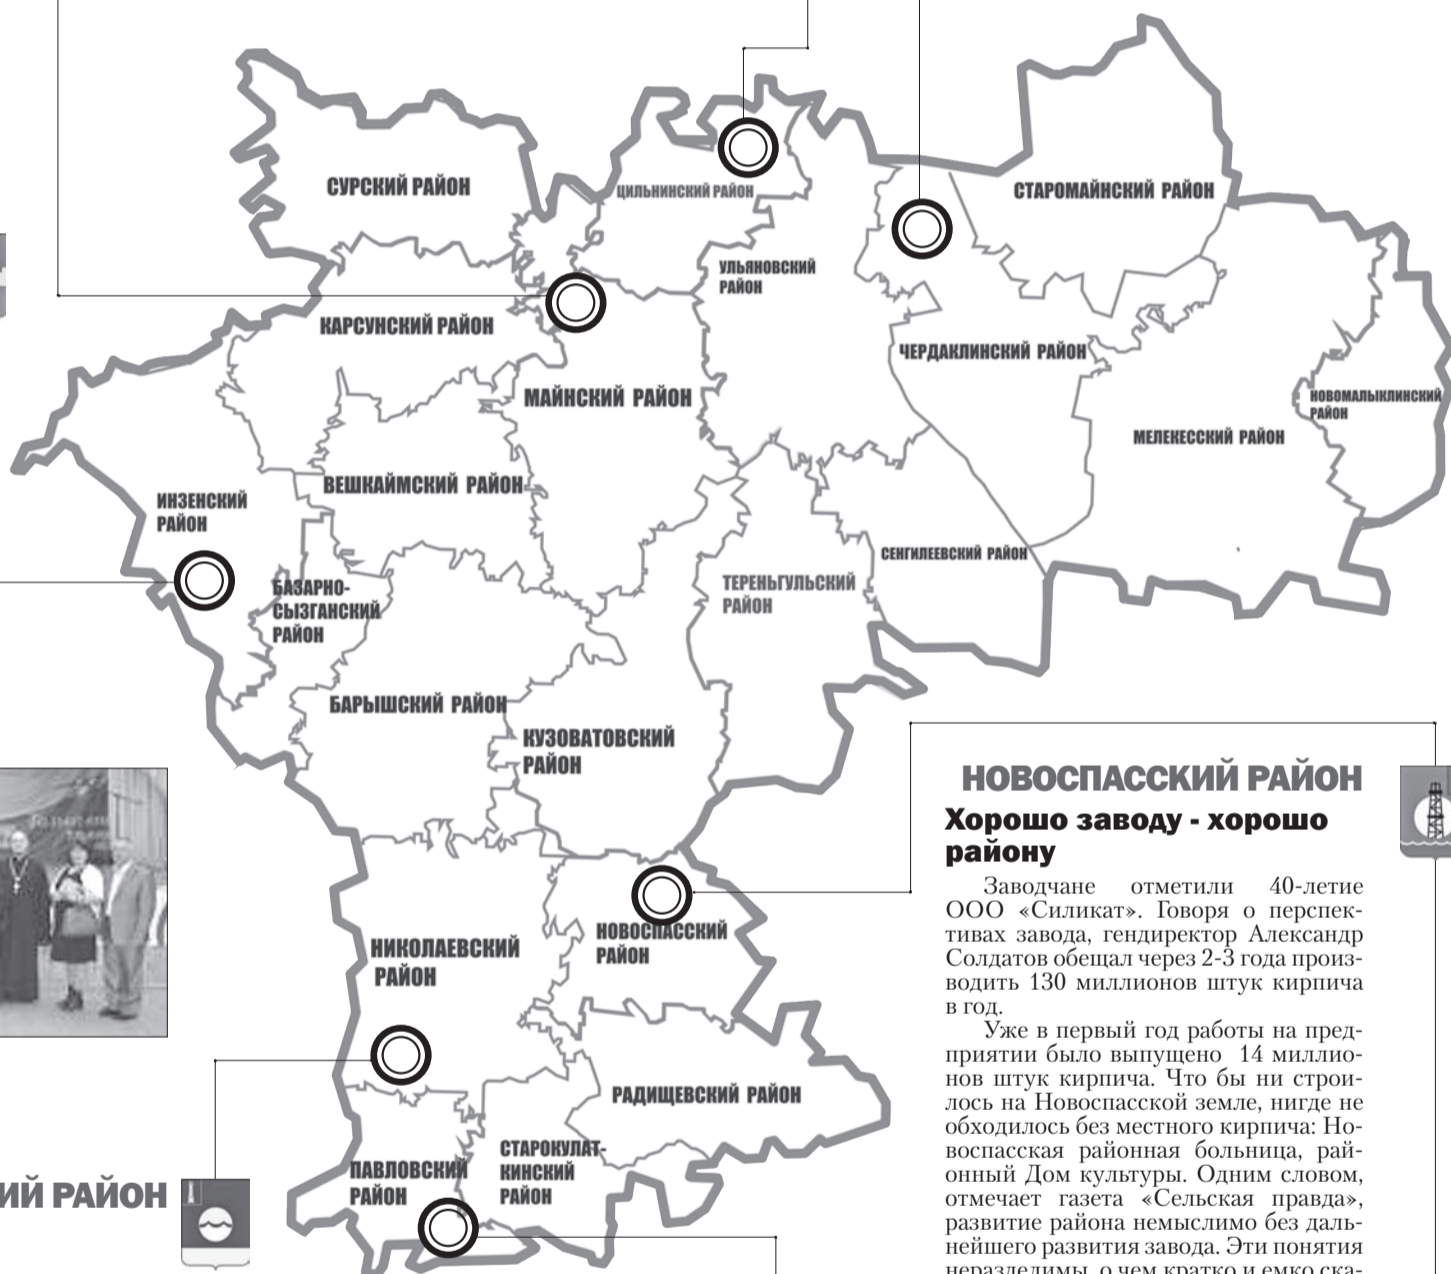 СУРСКИЙ РАЙОН
ЦИЛЬНИНСКИЙ РАЙОН
СТАРОМАЙНСКИЙ РАЙОН
УЛЬЯНОВСКИЙ
РАЙОН
КАРСУНСКИЙ РАЙОН
ЧЕРДАКЛИНСКИЙ РАЙОН
МАЙНСКИЙ РАЙОН
НОВОМАЛЫКЛИНСКИЙ
РАЙОН
МЕЛЕКЕССКИЙ РАЙОН
ВЕШКАЙМСКИЙ РАЙОН
ИНЗЕНСКИЙ
РАЙОН
СЕНГИЛЕЕВСКИЙ РАЙОН
ТЕРЕНЬГУЛЬСКИЙ
РАЙОН
БАЗАРНО-
СЫЗГАНСКИЙ
РАЙОН
БАРЫШСКИЙ РАЙОН
КУЗОВАТОВСКИЙ
РАЙОН
НОВОСПАССКИЙ
РАЙОН
НИКОЛАЕВСКИЙ
РАЙОН
РАДИЩЕВСКИЙ РАЙОН
СТАРОКУЛАТ-
КИНСКИЙ
РАЙОН
ПАВЛОВСКИЙ
РАЙОН
ИЙ РАЙОН
НОВОСПАССКИЙ РАЙОН
Хорошо заводу - хорошо
району
Заводчане отметили 40-летие
ООО «Силикат». Говоря о перспек-
тивах завода, гендиректор Александр
Солдатов обещал через 2-3 года произ-
водить 130 миллионов штук кирпича
в год.
Уже в первый год работы на пред-
приятии было выпущено 14 миллио-
нов штук кирпича. Что бы ни строи-
лось на Новоспасской земле, нигде не
обходилось без местного кирпича: Но-
воспасская районная больница, рай-
онный Дом культуры. Одним словом,
отмечает газета «Сельская правда»,
развитие района немыслимо без даль-
нейшего развития завода. Эти понятия
неразделимы, о чем кратко и емко ска-